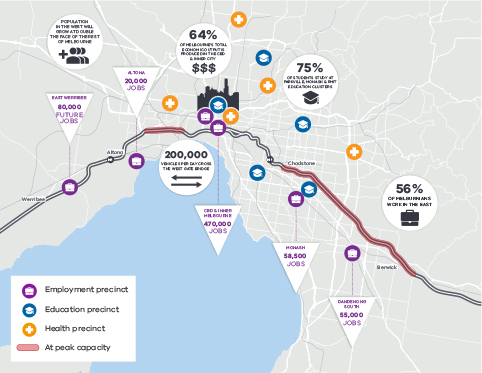 POPULATION
IN THE WEST WILL
GROW AT DOUBLE
THE PACE OF THE REST
OF MELBOURNE
64%
OF MELBOURNE'S TOTAL
ECONOMIC OUTPUT IS
PRODUCED IN THE CBD
& INNER CITY
$$$
75%
OF STUDENTS STUDY AT
PARKVILLE, MONASH & RMIT
EDUCATION CLUSTERS
ALTONA
20,000
JOBS
EAST WERRIBEE
80,000
FUTURE
JOBS
Altona
200,000
VEHICLES PER DAY CROSS
THE WEST GATE BRIDGE
Chadstone
56%
OF MELBURNIANS
WORK IN THE EAST
Werribee
CBD & INNER
MELBOURNE
470,000
JOBS
MONASH
58,500
JOBS
Berwick
DANDENONG
SOUTH
55,000
JOBS
Employment precinct
Education precinct
Health precinct
At peak capacity